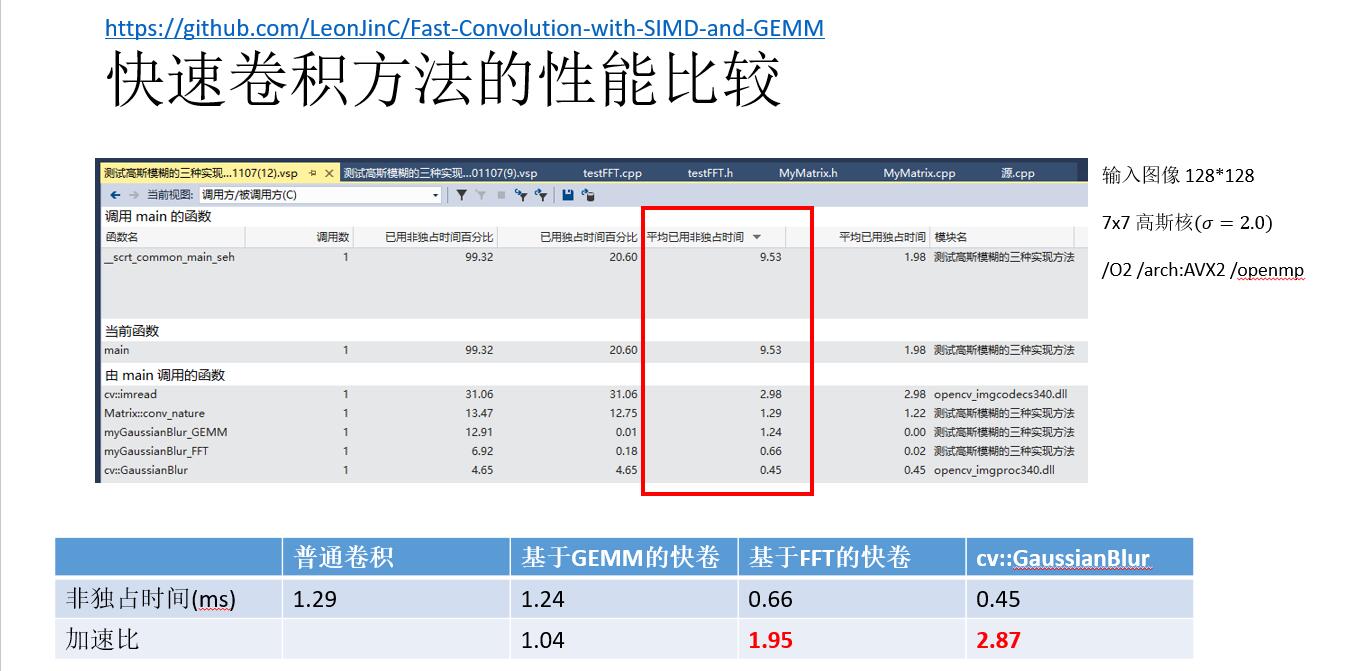 https://github.com/LeonJinC/Fast-Convolution-with-SIMD-and-GEMM
快速卷积方法的性能比较
测试高斯模糊的三种实现...1107(12).vsp 测试高斯模糊的三种实现...01107(9).vsp testFFT.cpp testFFT.h MyMatrix.h MyMatrix.cpp 源.cpp
当前视图: 调用方/被调用方(C)
调用 main 的函数
函数名 调用数 已用非独占时间百分比 已用独占时间百分比 平均已用非独占时间 平均已用独占时间 模块名
__scrt_common_main_seh 1 99.32 20.60 9.53 1.98 测试高斯模糊的三种实现方法
当前函数
main 1 99.32 20.60 9.53 1.98 测试高斯模糊的三种实现方法
由 main 调用的函数
cv::imread 1 31.06 31.06 2.98 2.98 opencv_imgcodecs340.dll
Matrix::conv_nature 1 13.47 12.75 1.29 1.22 测试高斯模糊的三种实现方法
myGaussianBlur_GEMM 1 12.91 0.01 1.24 0.00 测试高斯模糊的三种实现方法
myGaussianBlur_FFT 1 6.92 0.18 0.66 0.02 测试高斯模糊的三种实现方法
cv::GaussianBlur 1 4.65 4.65 0.45 0.45 opencv_imgproc340.dll
输入图像 128*128
7x7 高斯核(σ = 2.0)
/O2 /arch:AVX2 /openmp
普通卷积 基于GEMM的快卷 基于FFT的快卷 cv::GaussianBlur
非独占时间(ms) 1.29 1.24 0.66 0.45
加速比 1.04 1.95 2.87